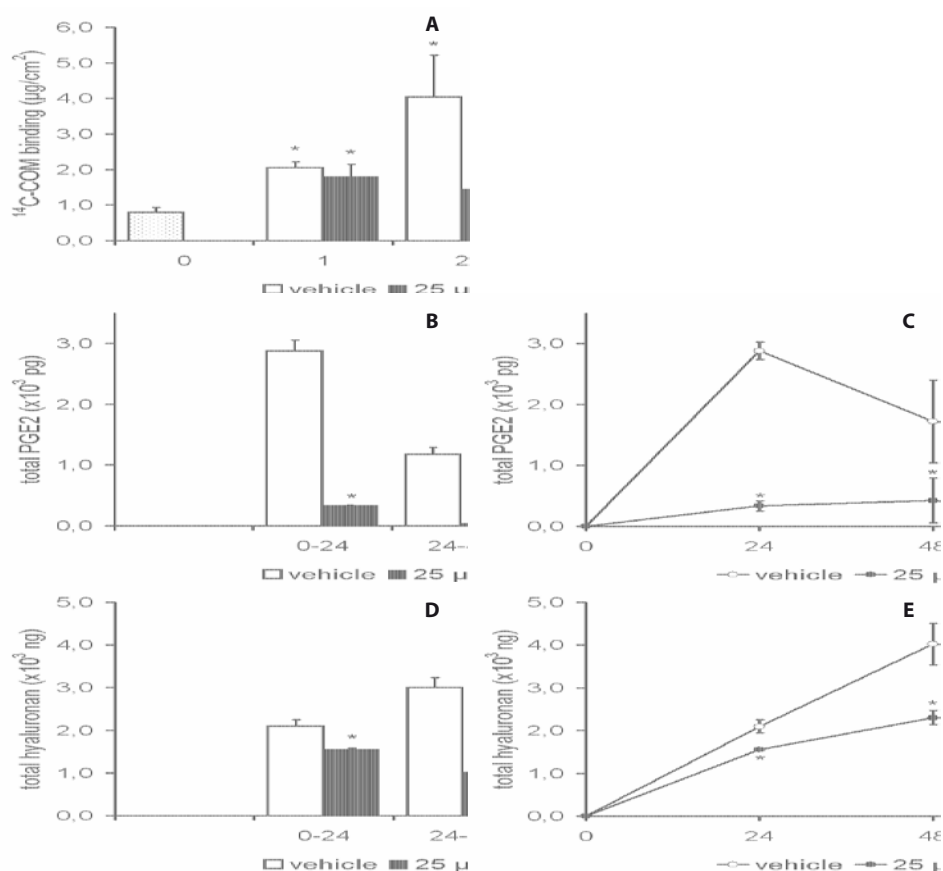 A
¹⁴C-COM binding (µg/cm²)
6,0
5,0
4,0
3,0
2,0
1,0
0,0
*
*
*
0
1
2
vehicle
25 µ
B
total PGE2 (x10³ pg)
3,0
2,0
1,0
0,0
*
0-24
24-
vehicle
25 µ
C
total PGE2 (x10³ pg)
3,0
2,0
1,0
0,0
*
*
0
24
48
vehicle
25 µ
D
total hyaluronan (x10³ ng)
5,0
4,0
3,0
2,0
1,0
0,0
*
0-24
24-
vehicle
25 µ
E
total hyaluronan (x10³ ng)
5,0
4,0
3,0
2,0
1,0
0,0
*
*
0
24
48
vehicle
25 µ